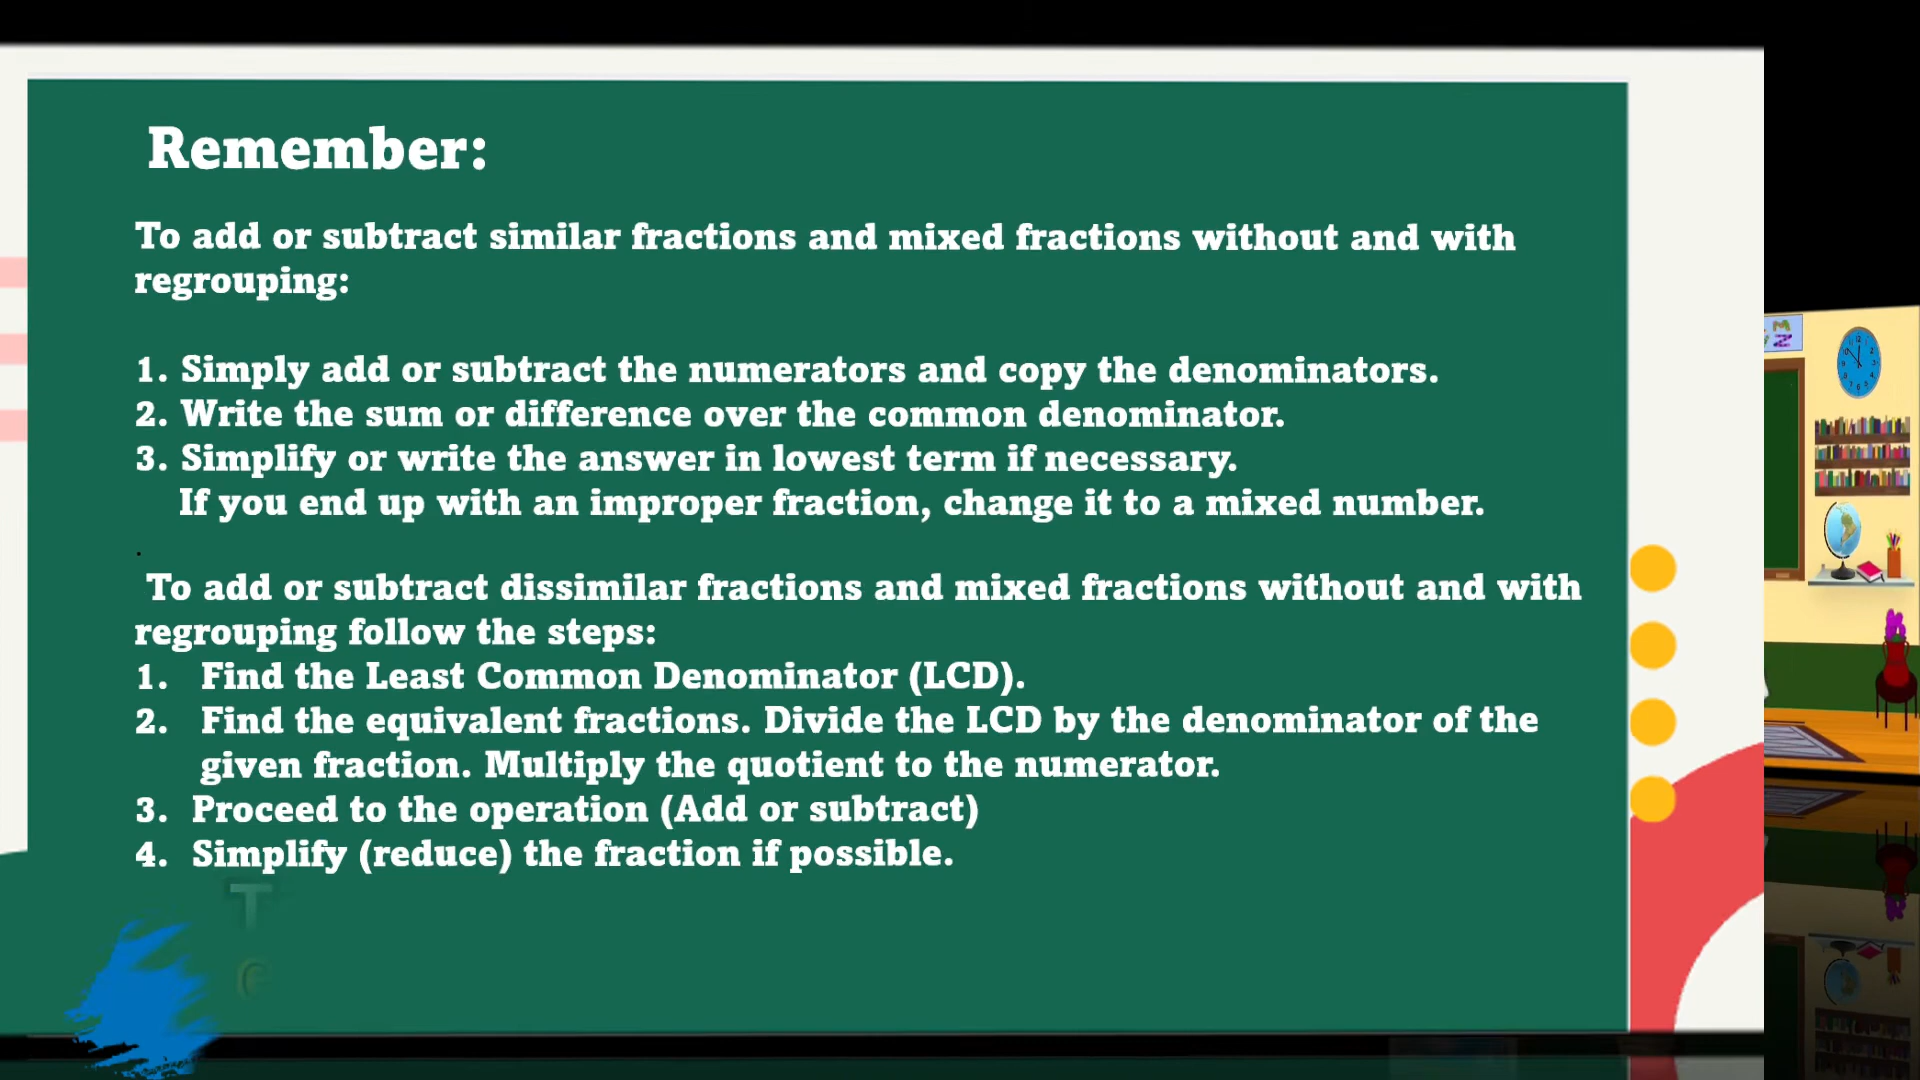 Remember:
To add or subtract similar fractions and mixed fractions without and with
regrouping:
1. Simply add or subtract the numerators and copy the denominators.
2. Write the sum or difference over the common denominator.
3. Simplify or write the answer in lowest term if necessary.
If you end up with an improper fraction, change it to a mixed number.
.
To add or subtract dissimilar fractions and mixed fractions without and with
regrouping follow the steps:
1. Find the Least Common Denominator (LCD).
2. Find the equivalent fractions. Divide the LCD by the denominator of the
given fraction. Multiply the quotient to the numerator.
3. Proceed to the operation (Add or subtract)
4. Simplify (reduce) the fraction if possible.